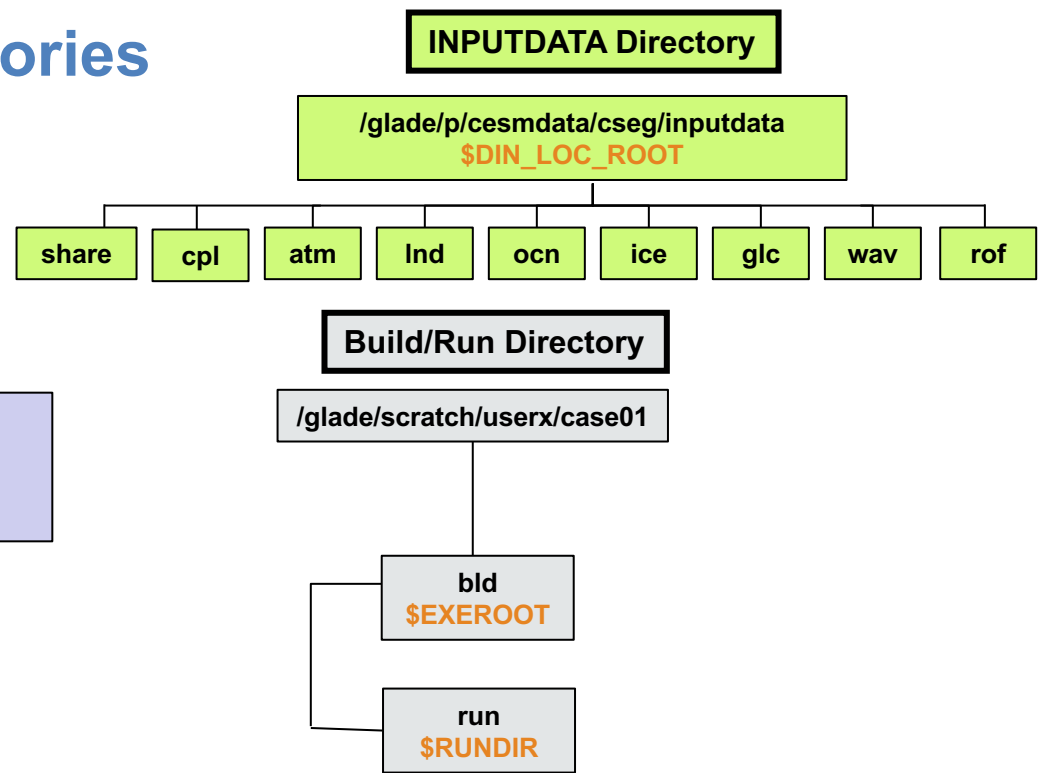 ories
INPUTDATA Directory
/glade/p/cesmdata/cseg/inputdata
$DIN_LOC_ROOT
share cpl atm lnd ocn ice glc wav rof
Build/Run Directory
/glade/scratch/userx/case01
bld
$EXEROOT
run
$RUNDIR